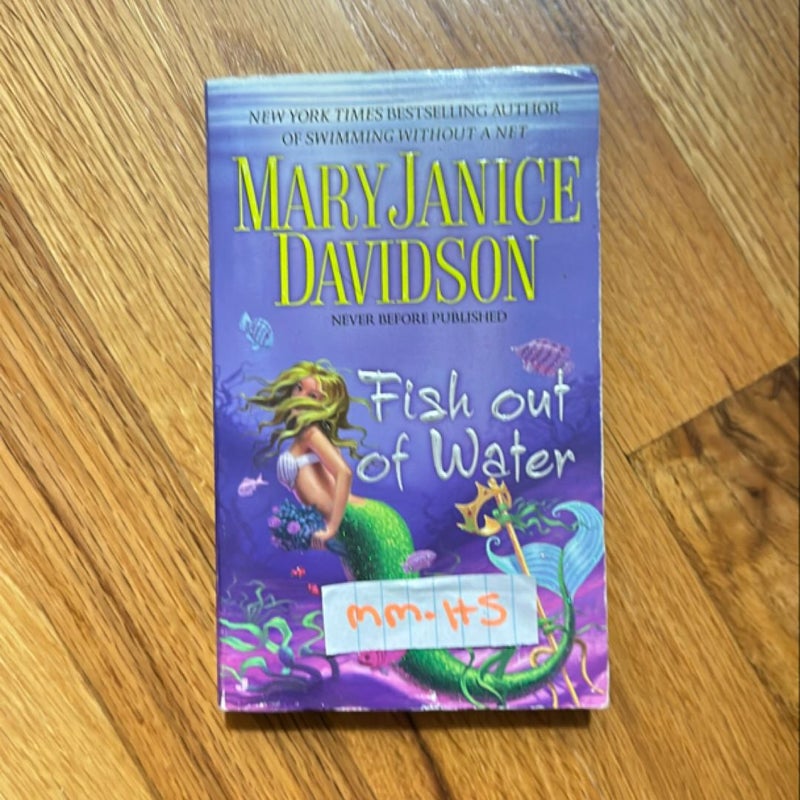 NEW YORK TIMES BESTSELLING AUTHOR
OF SWIMMING WITHOUT A NET
MARYJANICE
DAVIDSON
NEVER BEFORE PUBLISHED
Fish out
of Water
mm. HS